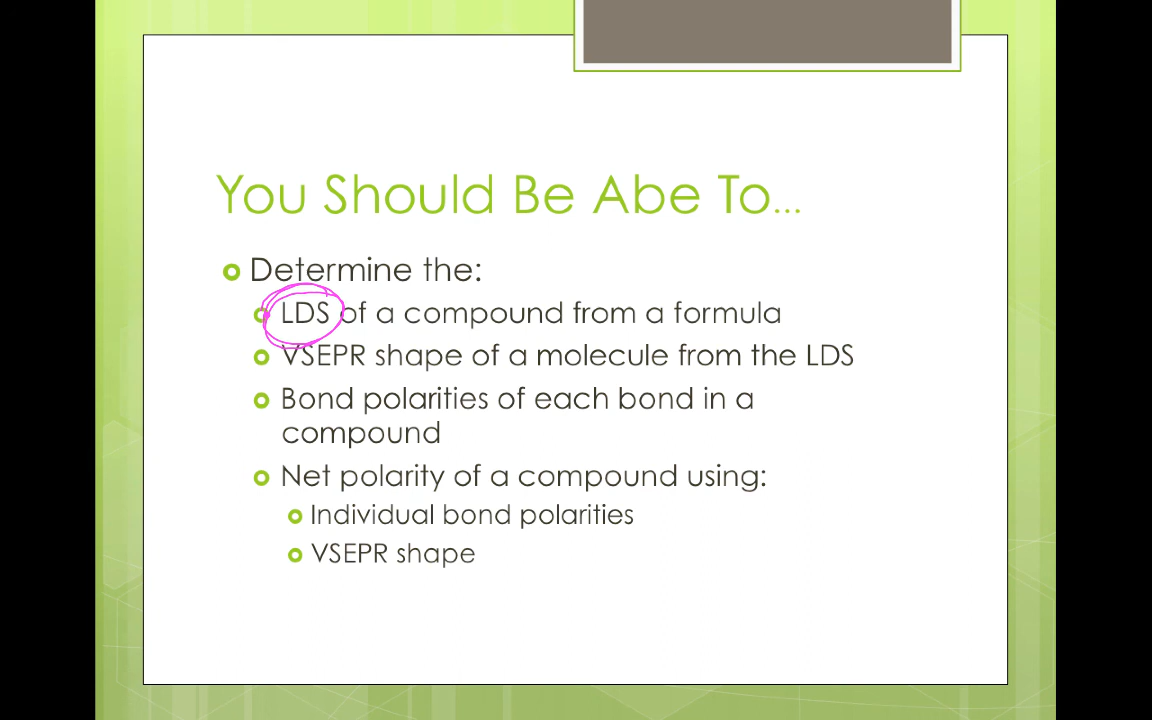 You Should Be Abe To...
Determine the:
LDS of a compound from a formula
VSEPR shape of a molecule from the LDS
Bond polarities of each bond in a
compound
Net polarity of a compound using:
Individual bond polarities
VSEPR shape